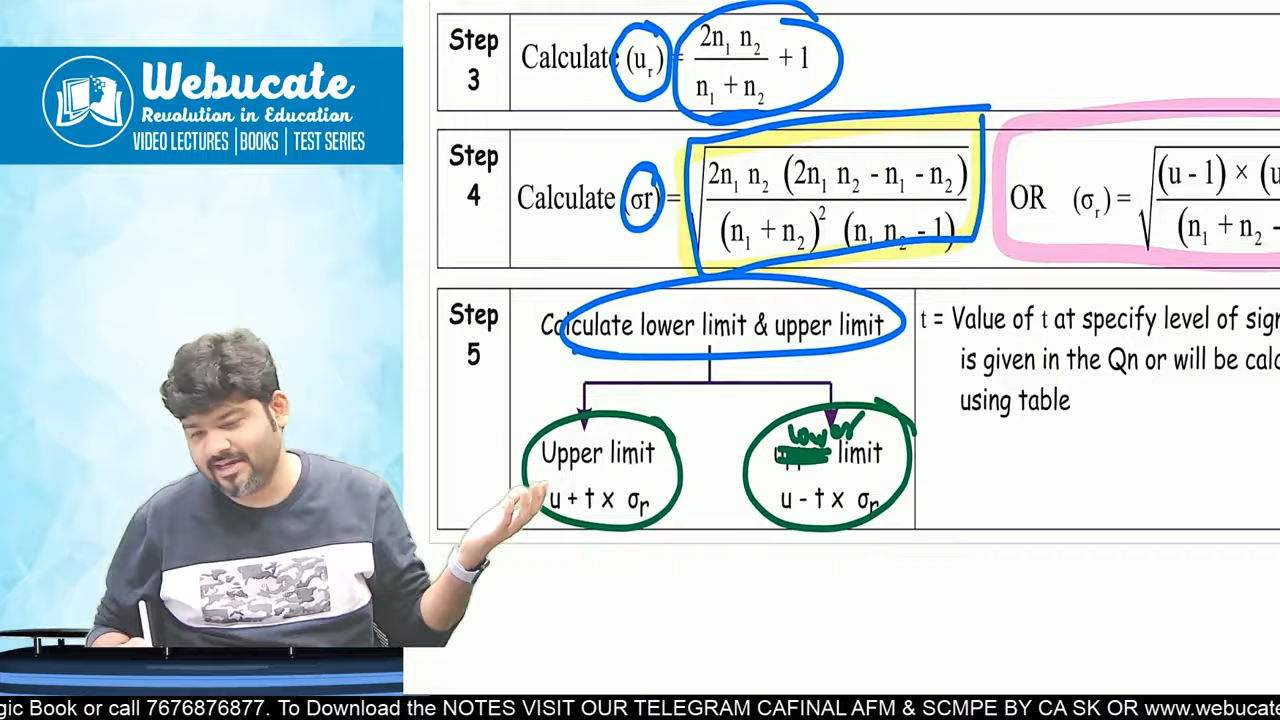 Webucate
Revolution in Education
VIDEO LECTURES | BOOKS | TEST SERIES
Step 3
Calculate (uᵣ) = 2n₁ n₂ / n₁ + n₂ + 1
Step 4
Calculate (σr) = √ 2n₁ n₂ (2n₁ n₂ - n₁ - n₂) / (n₁ + n₂)² (n₁ n₂ - 1)
OR (σᵣ) = √ (u - 1) × (u / (n₁ + n₂ -
Step 5
Calculate lower limit & upper limit
Upper limit
u + t x σr
lower limit
u - t x σr
t = Value of t at specify level of sign
is given in the Qn or will be calc
using table
gic Book or call 7676876877. To Download the NOTES VISIT OUR TELEGRAM CAFINAL AFM & SCMPE BY CA SK OR www.webucate